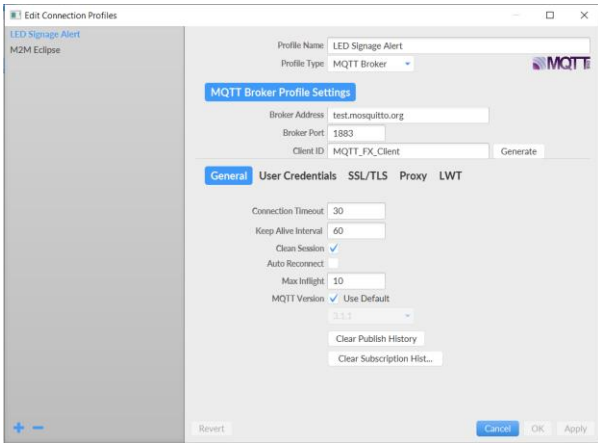 Edit Connection Profiles
LED Signage Alert
M2M Eclipse
Profile Name LED Signage Alert
Profile Type MQTT Broker
MQTT
MQTT Broker Profile Settings
Broker Address test.mosquitto.org
Broker Port 1883
Client ID MQTT_FX_Client Generate
General User Credentials SSL/TLS Proxy LWT
Connection Timeout 30
Keep Alive Interval 60
Clean Session
Auto Reconnect
Max Inflight 10
MQTT Version Use Default
3.1.1
Clear Publish History
Clear Subscription Hist...
Revert Cancel OK Apply